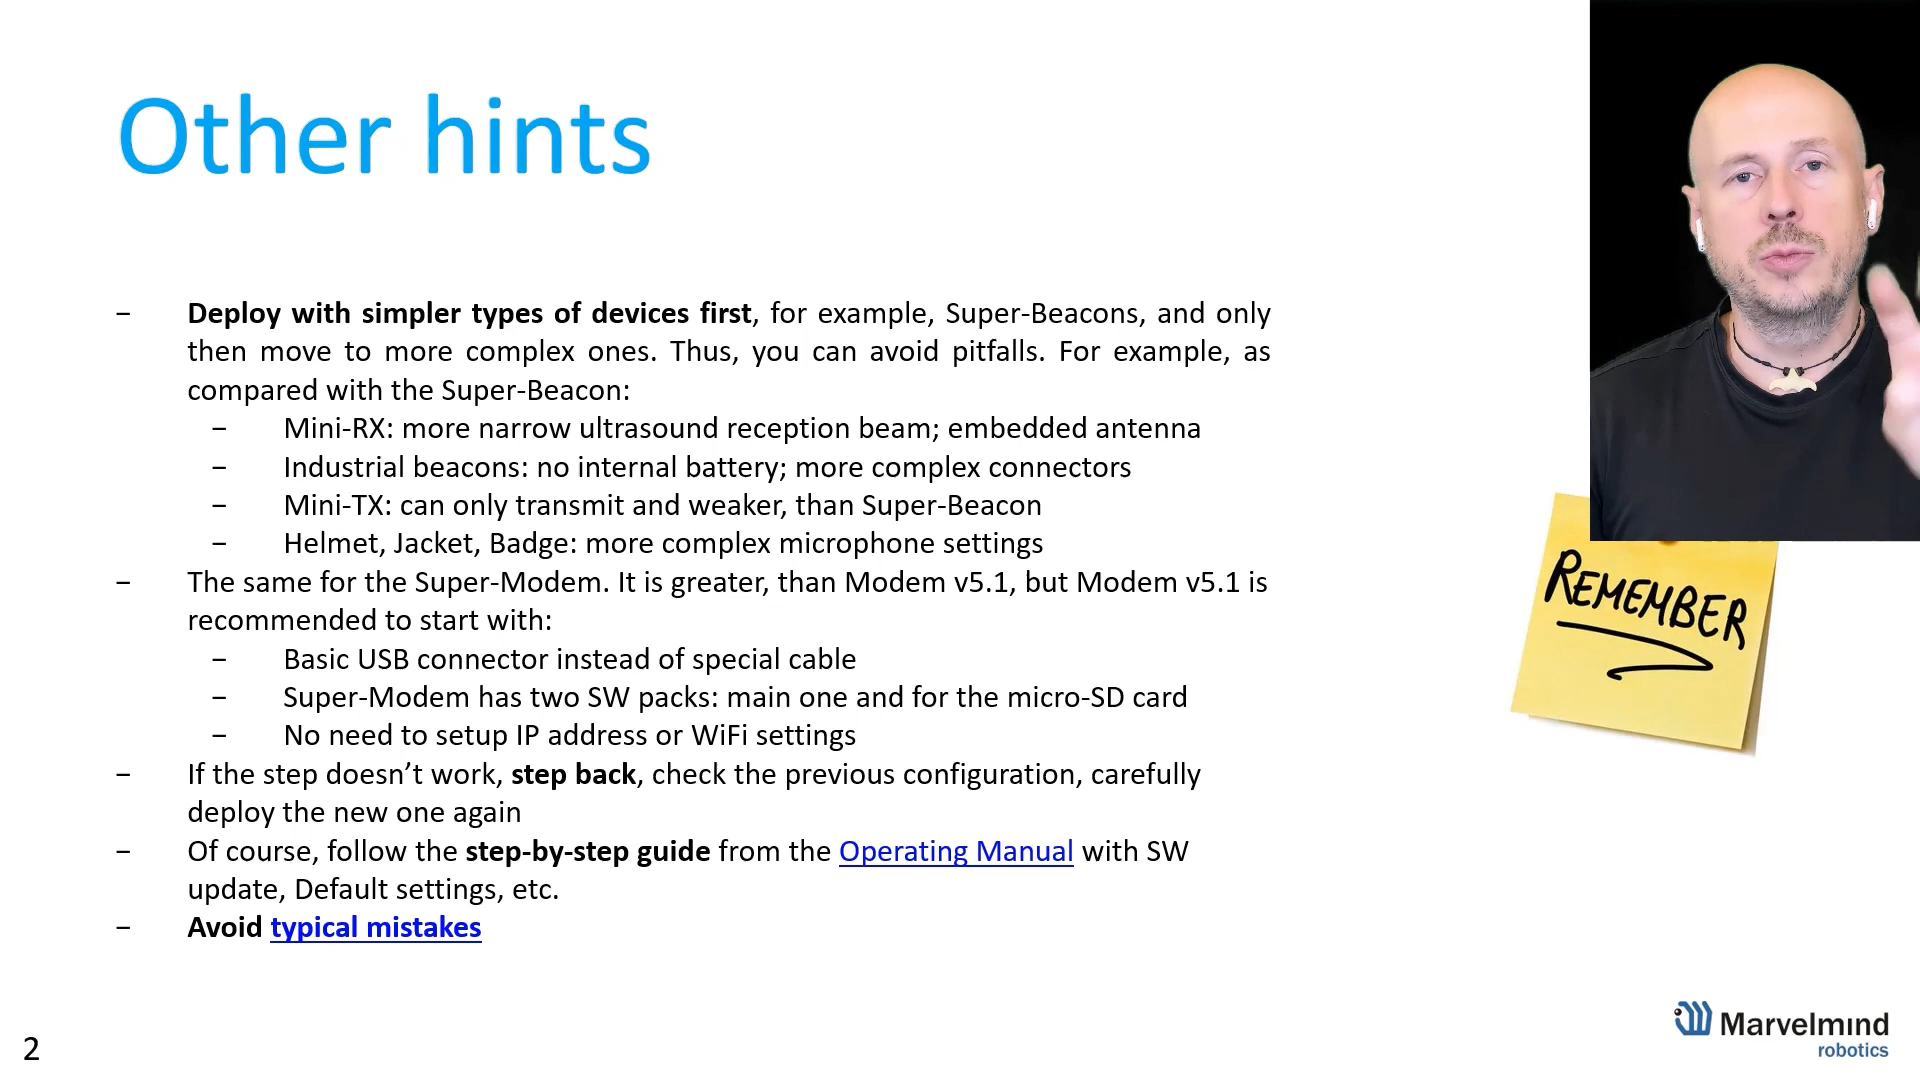 Other hints
– Deploy with simpler types of devices first, for example, Super-Beacons, and only
then move to more complex ones. Thus, you can avoid pitfalls. For example, as
compared with the Super-Beacon:
– Mini-RX: more narrow ultrasound reception beam; embedded antenna
– Industrial beacons: no internal battery; more complex connectors
– Mini-TX: can only transmit and weaker, than Super-Beacon
– Helmet, Jacket, Badge: more complex microphone settings
– The same for the Super-Modem. It is greater, than Modem v5.1, but Modem v5.1 is
recommended to start with:
– Basic USB connector instead of special cable
– Super-Modem has two SW packs: main one and for the micro-SD card
– No need to setup IP address or WiFi settings
– If the step doesn’t work, step back, check the previous configuration, carefully
deploy the new one again
– Of course, follow the step-by-step guide from the Operating Manual with SW
update, Default settings, etc.
– Avoid typical mistakes
REMEMBER
Marvelmind
robotics
2